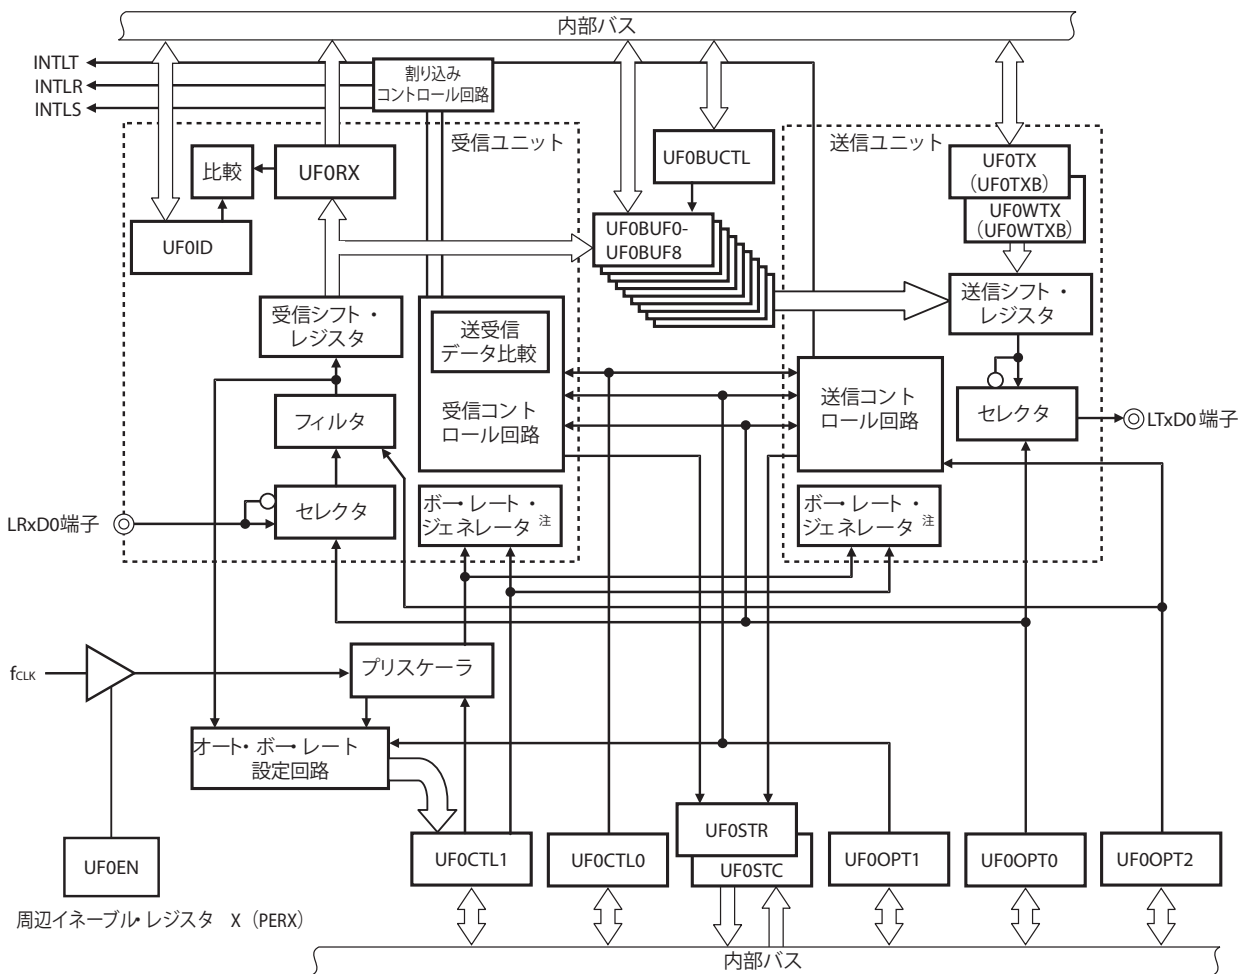 内部バス
INTLT
INTLR
INTLS
割り込み
コントロール回路
受信ユニット
送信ユニット
比較
UF0RX
UF0BUCTL
UF0TX
(UF0TXB)
UF0WTX
(UF0WTXB)
UF0ID
UF0BUF0-
UF0BUF8
受信シフト・
レジスタ
送受信
データ比較
送信シフト・
レジスタ
フィルタ
受信コント
ロール回路
送信コント
ロール回路
セレクタ
LTxD0 端子
LRxD0端子
セレクタ
ボー・レート・
ジェネレータ 注
ボー・レート・
ジェネレータ 注
fCLK
プリスケーラ
オート・ボー・レート
設定回路
UF0EN
UF0CTL1
UF0CTL0
UF0STR
UF0STC
UF0OPT1
UF0OPT0
UF0OPT2
周辺イネーブル・レジスタ X (PERX)
内部バス